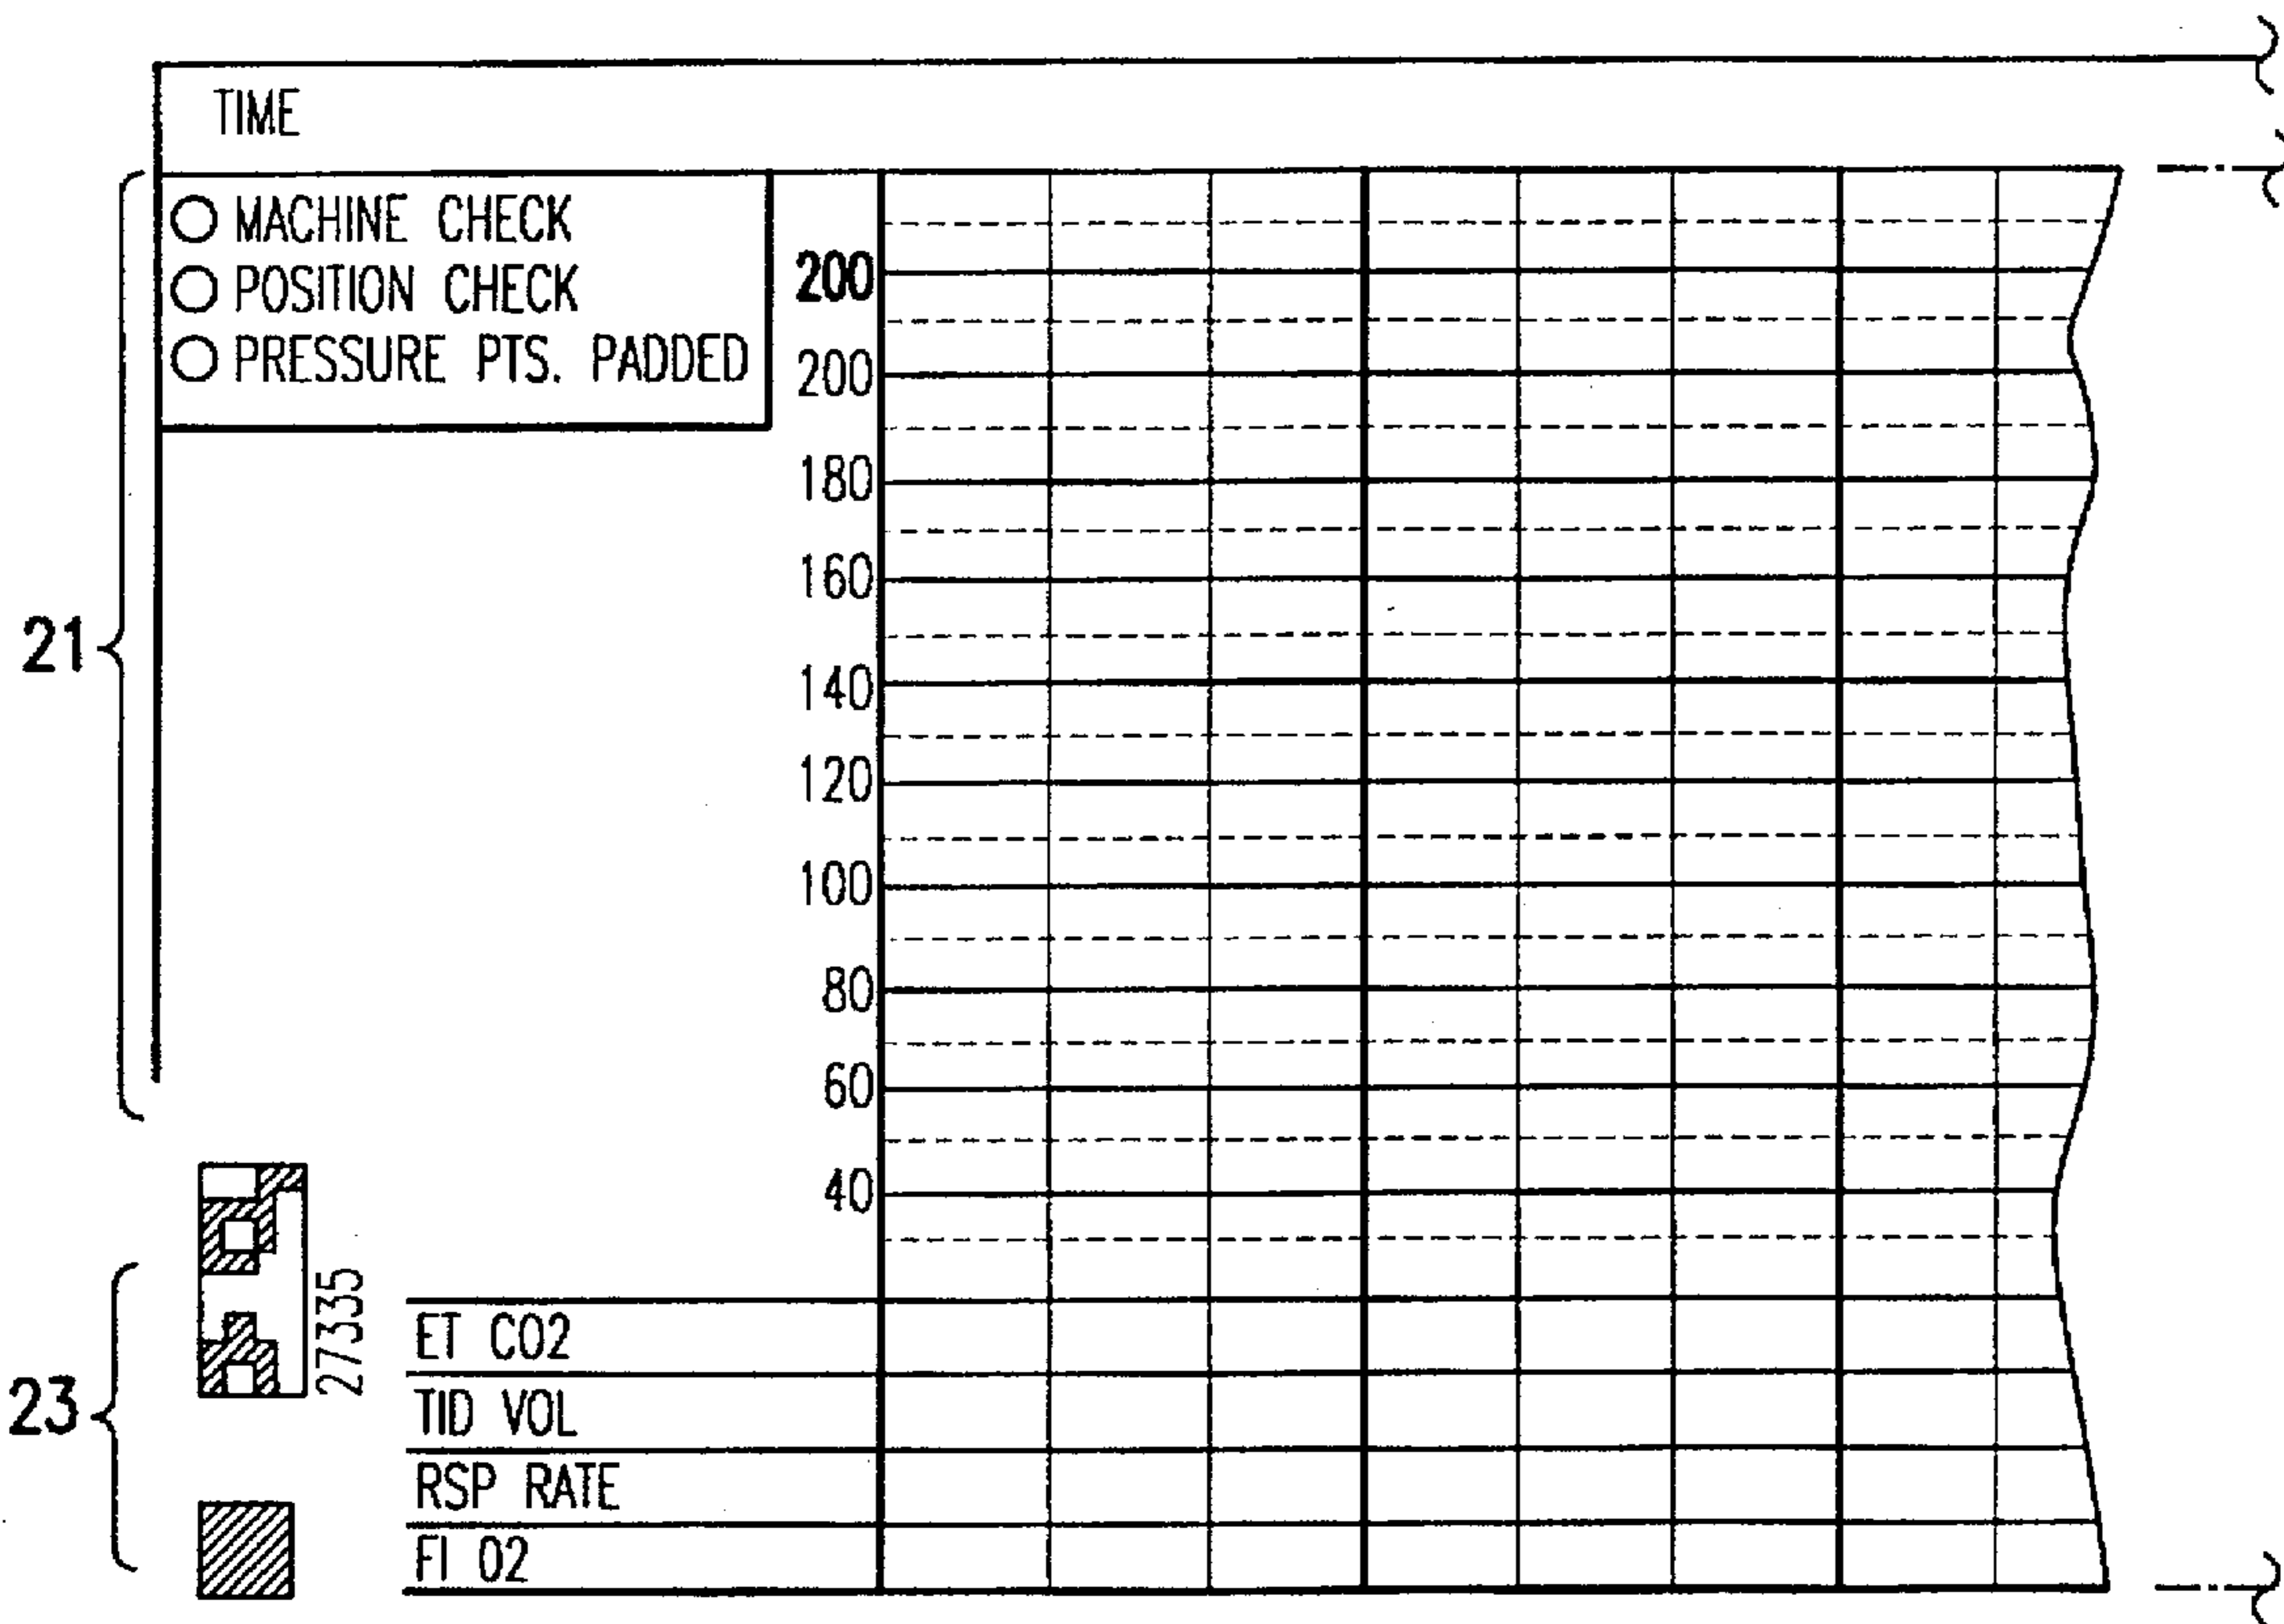 TIME
MACHINE CHECK
POSITION CHECK
PRESSURE PTS. PADDED
200
200
180
160
140
120
100
80
60
40
21
23
27335
ET CO2
TID VOL
RSP RATE
FI O2